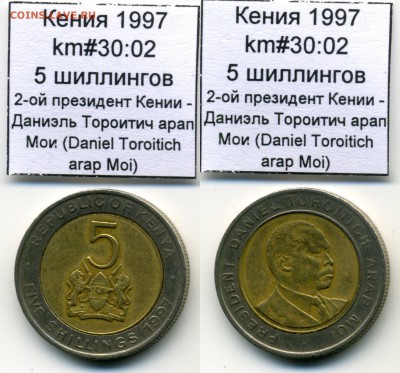 COINS.CAVE.RU
Кения 1997
km#30:02
5 шиллингов
2-ой президент Кении -
Даниэль Тороитич арап
Мои (Daniel Toroitich
arap Moi)
Кения 1997
km#30:02
5 шиллингов
2-ой президент Кении -
Даниэль Тороитич арап
Мои (Daniel Toroitich
arap Moi)
REPUBLIC OF KENYA
5
FIVE SHILLINGS 1997
PRESIDENT DANIEL TOROITICH ARAP MOI